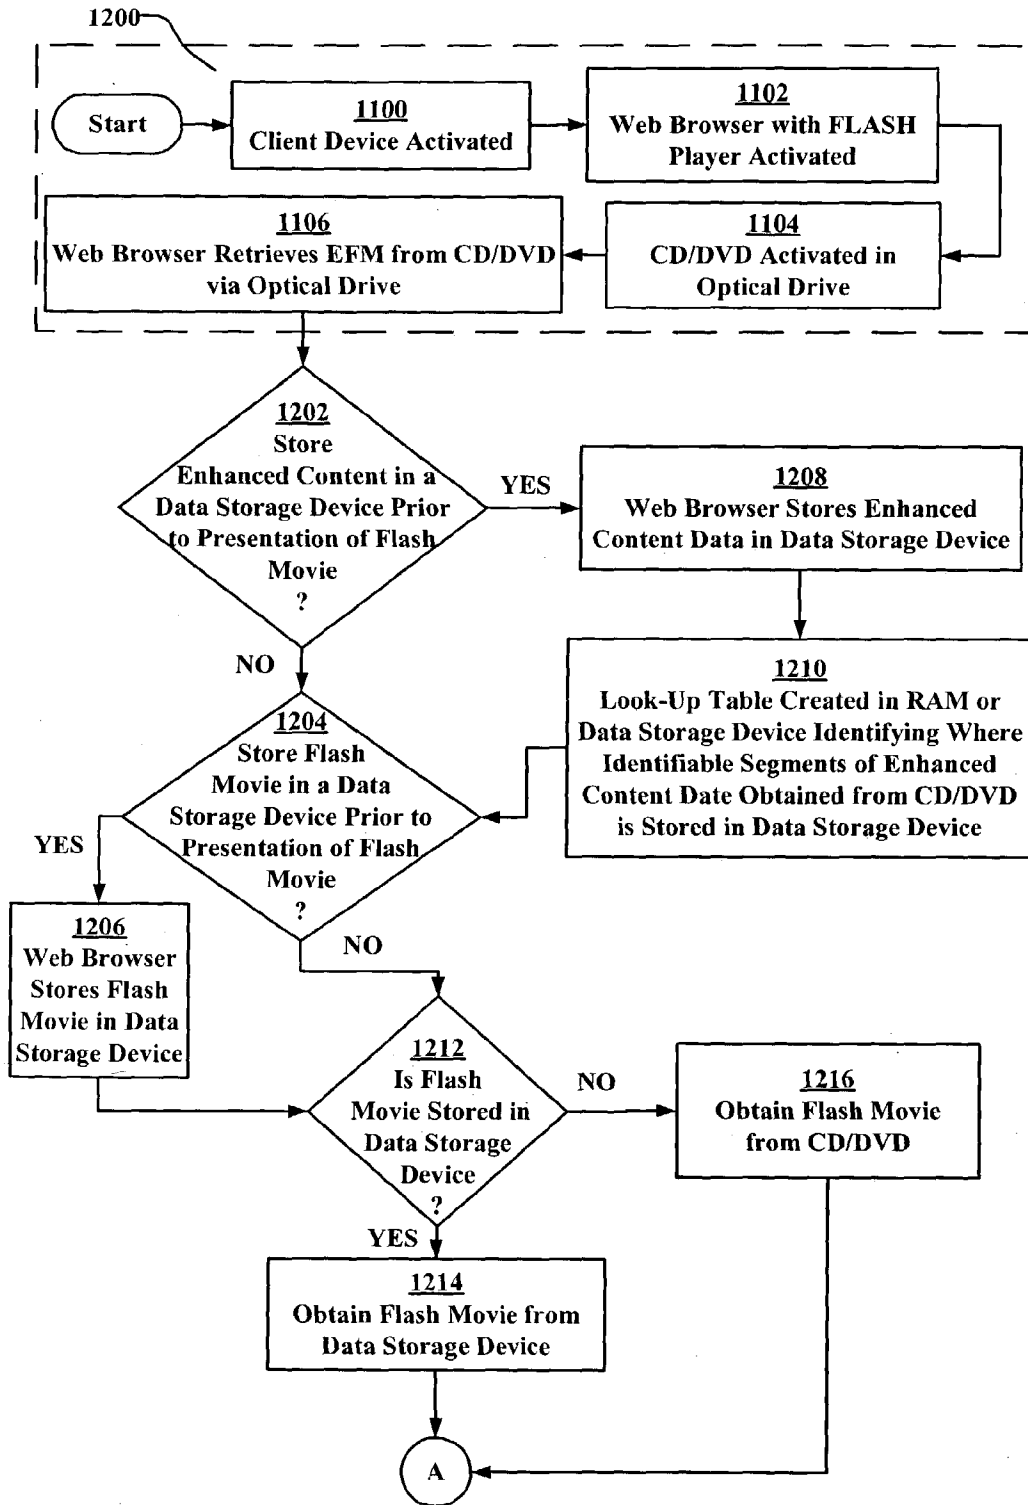 1200
Start
1100
Client Device Activated
1102
Web Browser with FLASH
Player Activated
1106
Web Browser Retrieves EFM from CD/DVD
via Optical Drive
1104
CD/DVD Activated in
Optical Drive
1202
Store
Enhanced Content in a
Data Storage Device Prior
to Presentation of Flash
Movie
?
YES
1208
Web Browser Stores Enhanced
Content Data in Data Storage Device
NO
1210
Look-Up Table Created in RAM or
Data Storage Device Identifying Where
Identifiable Segments of Enhanced
Content Date Obtained from CD/DVD
is Stored in Data Storage Device
1204
Store Flash
Movie in a Data
Storage Device Prior to
Presentation of Flash
Movie
?
YES
1206
Web Browser
Stores Flash
Movie in Data
Storage Device
NO
1212
Is Flash
Movie Stored in
Data Storage
Device
?
NO
1216
Obtain Flash Movie
from CD/DVD
YES
1214
Obtain Flash Movie from
Data Storage Device
A